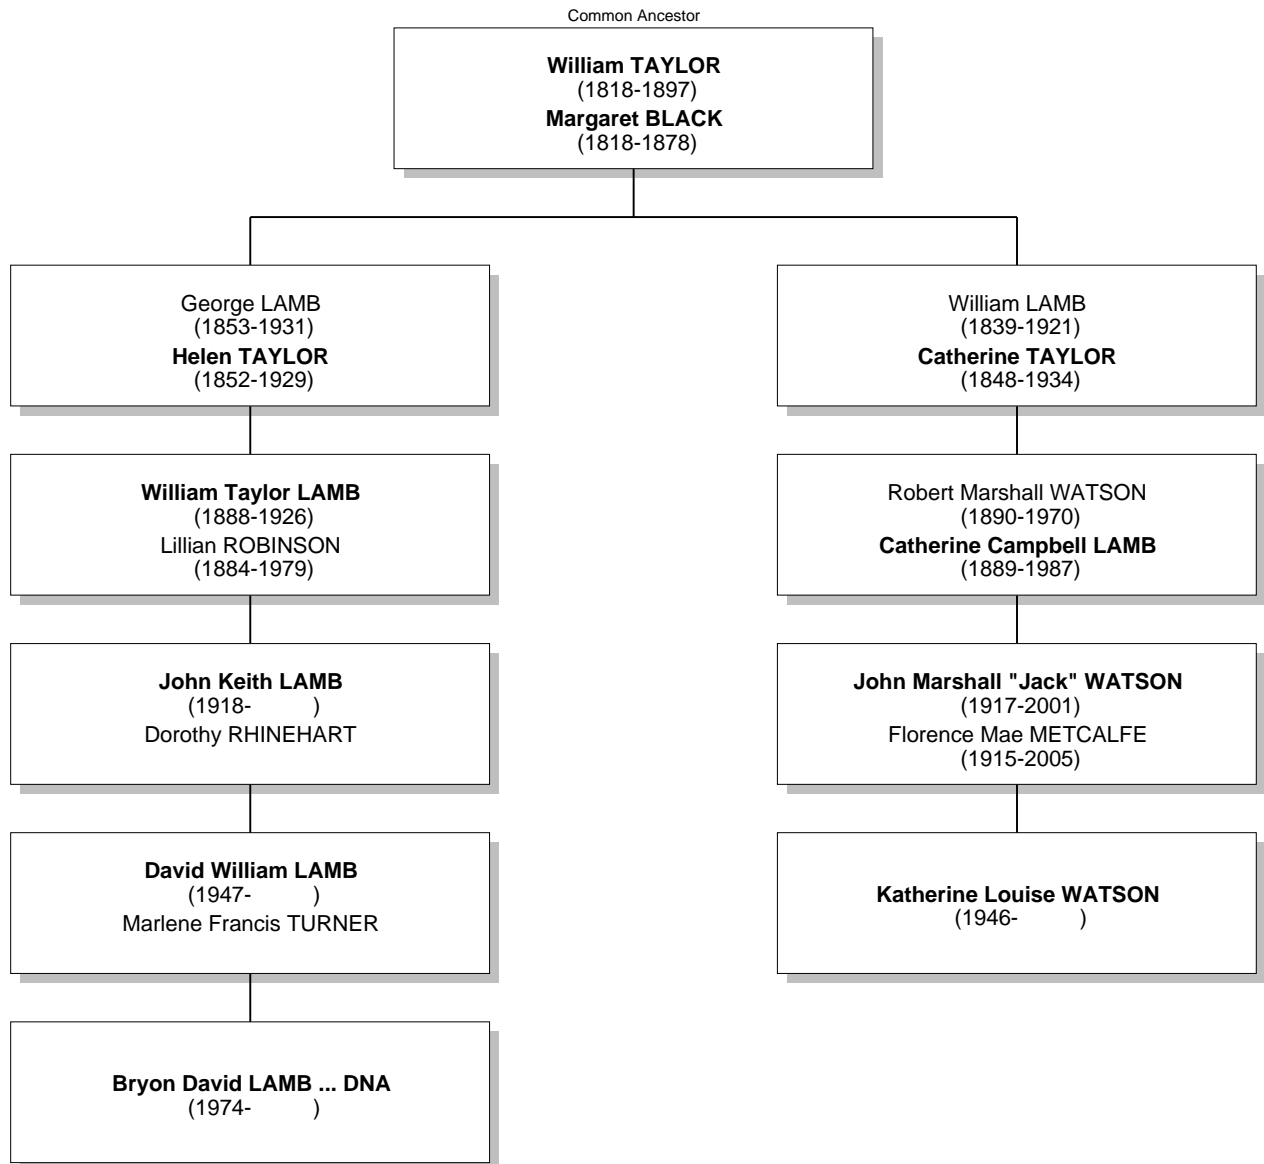 Common Ancestor
William TAYLOR
(1818-1897)
Margaret BLACK
(1818-1878)
George LAMB
(1853-1931)
Helen TAYLOR
(1852-1929)
William LAMB
(1839-1921)
Catherine TAYLOR
(1848-1934)
William Taylor LAMB
(1888-1926)
Lillian ROBINSON
(1884-1979)
Robert Marshall WATSON
(1890-1970)
Catherine Campbell LAMB
(1889-1987)
John Keith LAMB
(1918- )
Dorothy RHINEHART
John Marshall "Jack" WATSON
(1917-2001)
Florence Mae METCALFE
(1915-2005)
David William LAMB
(1947- )
Marlene Francis TURNER
Katherine Louise WATSON
(1946- )
Bryon David LAMB ... DNA
(1974- )